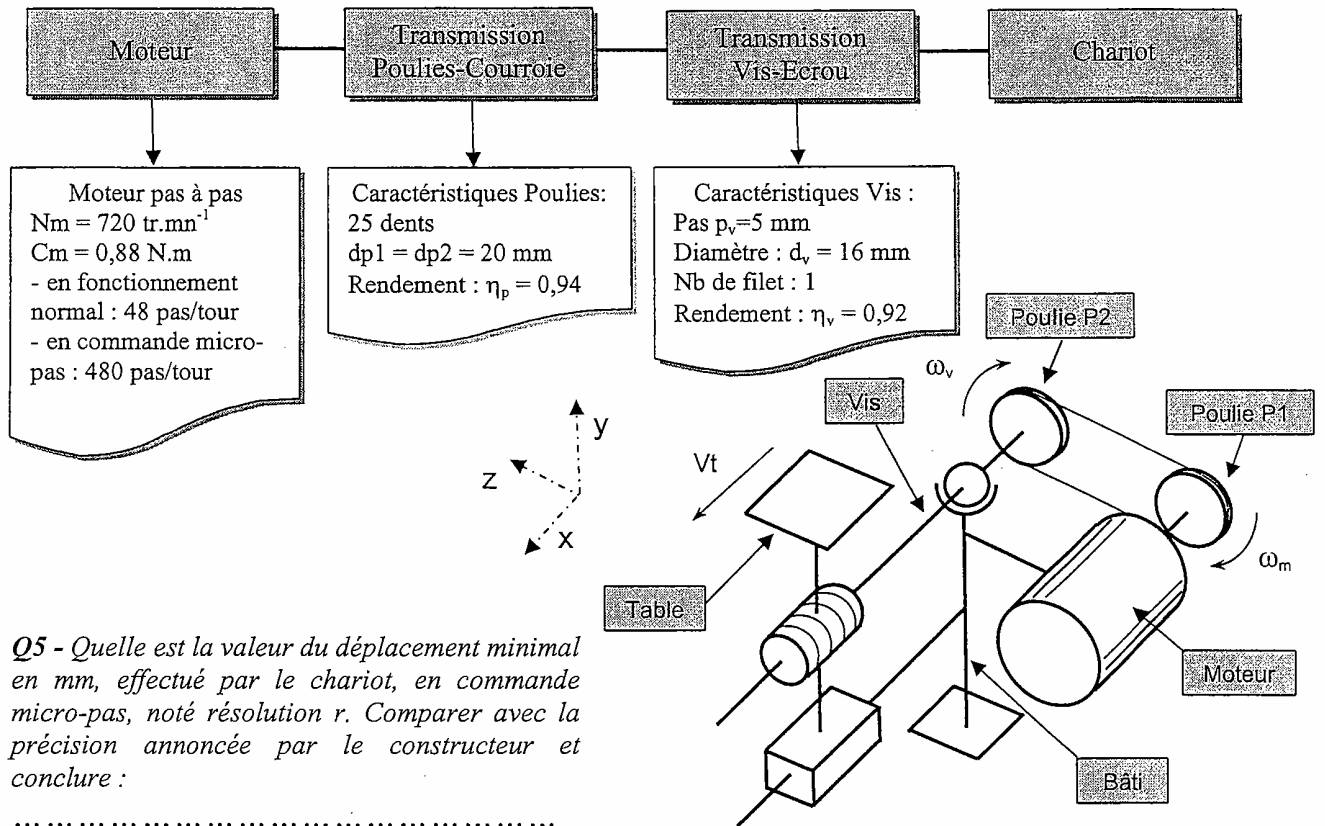 Moteur
Transmission
Poulies-Courroie
Transmission
Vis-Ecrou
Chariot
Moteur pas à pas
Nm = 720 tr.mn⁻¹
Cm = 0,88 N.m
- en fonctionnement
normal : 48 pas/tour
- en commande micro-
pas : 480 pas/tour
Caractéristiques Poulies:
25 dents
dp1 = dp2 = 20 mm
Rendement : ηp = 0,94
Caractéristiques Vis :
Pas pv=5 mm
Diamètre : dv = 16 mm
Nb de filet : 1
Rendement : ηv = 0,92
Poulie P2
ωv
Vis
Poulie P1
y
Vt
z
x
ωm
Table
Moteur
Bâti
Q5 - Quelle est la valeur du déplacement minimal
en mm, effectué par le chariot, en commande
micro-pas, noté résolution r. Comparer avec la
précision annoncée par le constructeur et
conclure :
………………………………………………